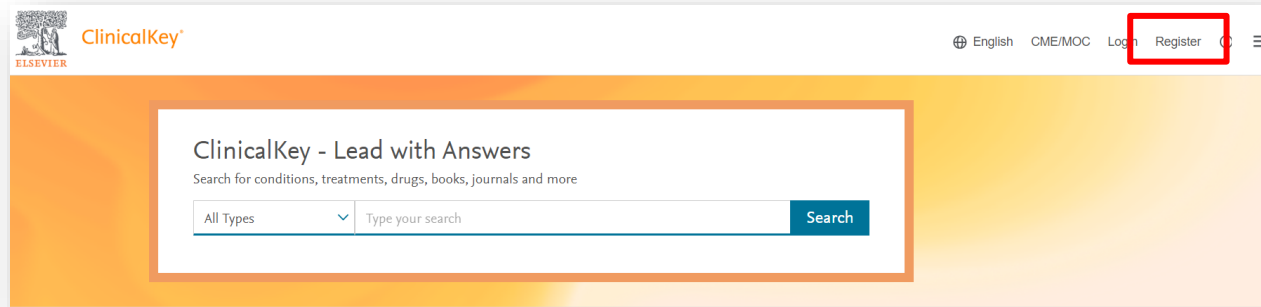 ClinicalKey®
ELSEVIER
English CME/MOC Login Register
ClinicalKey - Lead with Answers
Search for conditions, treatments, drugs, books, journals and more
All Types Type your search Search